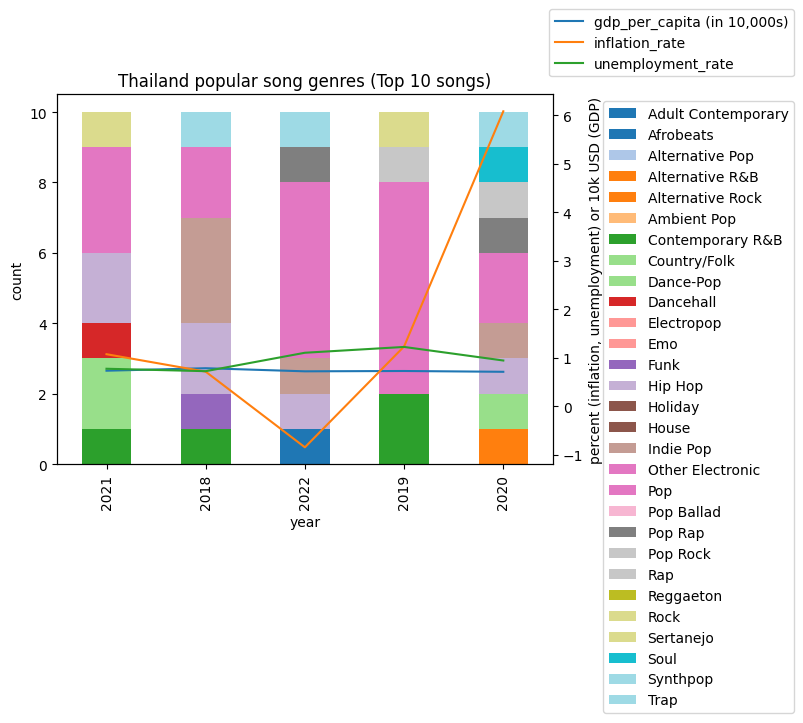 gdp_per_capita (in 10,000s)
inflation_rate
unemployment_rate
Thailand popular song genres (Top 10 songs)
count
0
2
4
6
8
10
2021
2018
2022
2019
2020
year
−1
0
1
2
3
4
5
6
percent (inflation, unemployment) or 10k USD (GDP)
Adult Contemporary
Afrobeats
Alternative Pop
Alternative R&B
Alternative Rock
Ambient Pop
Contemporary R&B
Country/Folk
Dance-Pop
Dancehall
Electropop
Emo
Funk
Hip Hop
Holiday
House
Indie Pop
Other Electronic
Pop
Pop Ballad
Pop Rap
Pop Rock
Rap
Reggaeton
Rock
Sertanejo
Soul
Synthpop
Trap